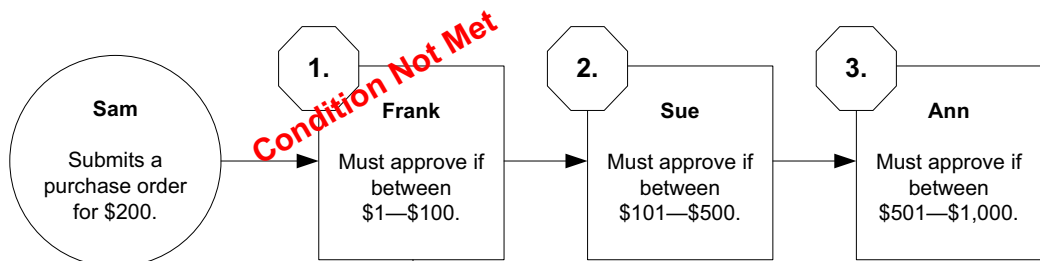 Sam
Submits a
purchase order
for $200.
Condition Not Met
1.
Frank
Must approve if
between
$1—$100.
2.
Sue
Must approve if
between
$101—$500.
3.
Ann
Must approve if
between
$501—$1,000.